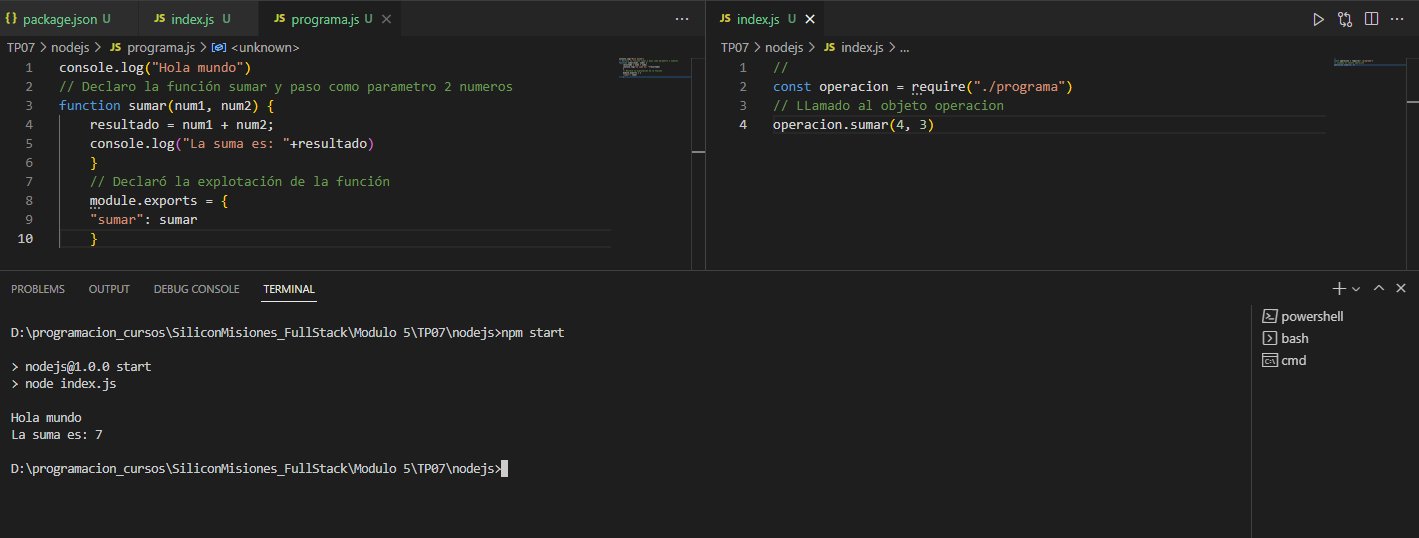 package.json U
JS index.js U
JS programa.js U
TP07 > nodejs > JS programa.js > <unknown>
1 console.log("Hola mundo")
2 // Declaro la función sumar y paso como parametro 2 numeros
3 function sumar(num1, num2) {
4 resultado = num1 + num2;
5 console.log("La suma es: "+resultado)
6 }
7 // Declaró la explotación de la función
8 module.exports = {
9 "sumar": sumar
10 }
JS index.js U
TP07 > nodejs > JS index.js > ...
1 //
2 const operacion = require("./programa")
3 // LLamado al objeto operacion
4 operacion.sumar(4, 3)
PROBLEMS OUTPUT DEBUG CONSOLE TERMINAL
D:\programacion_cursos\SiliconMisiones_FullStack\Modulo 5\TP07\nodejs>npm start
> nodejs@1.0.0 start
> node index.js
Hola mundo
La suma es: 7
D:\programacion_cursos\SiliconMisiones_FullStack\Modulo 5\TP07\nodejs>
powershell
bash
cmd